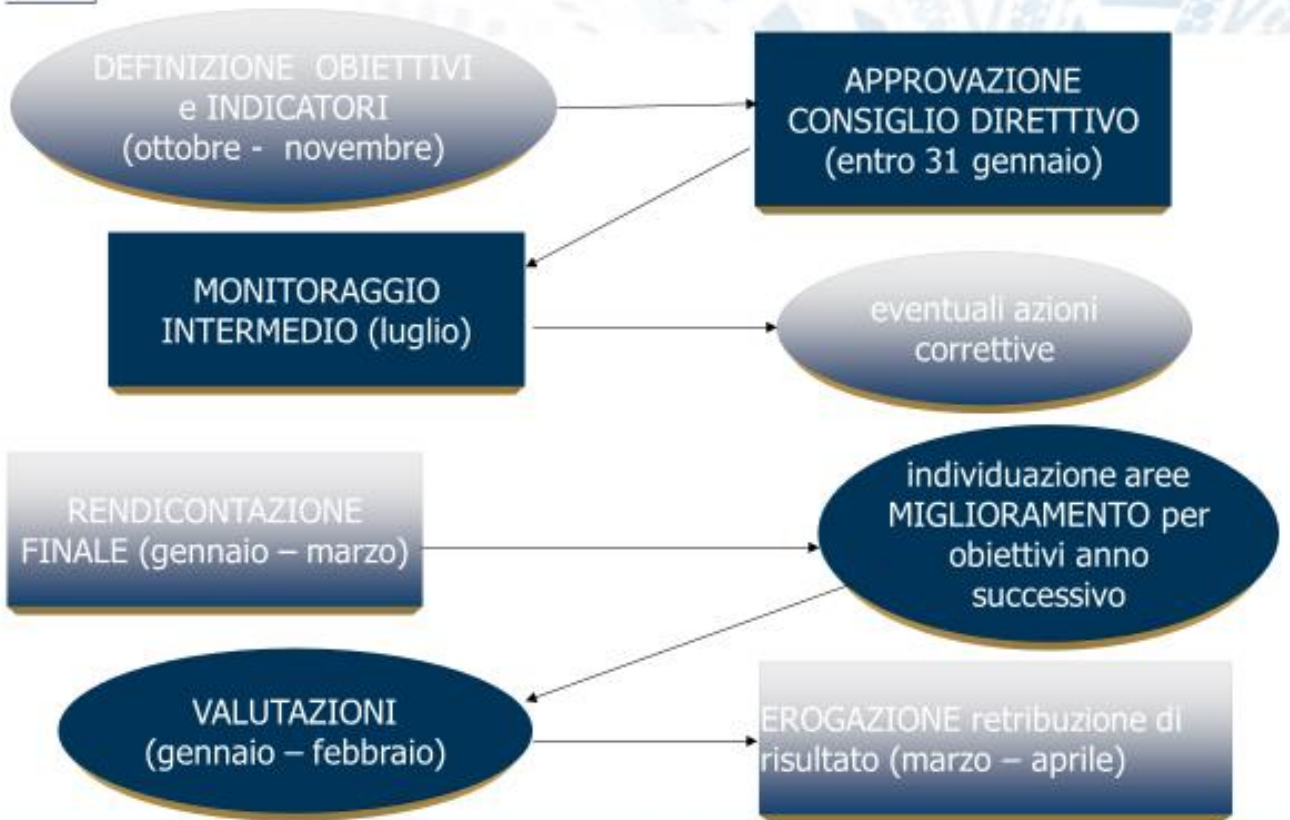 DEFINIZIONE OBIETTIVI
e INDICATORI
(ottobre - novembre)
APPROVAZIONE
CONSIGLIO DIRETTIVO
(entro 31 gennaio)
MONITORAGGIO
INTERMEDIO (luglio)
eventuali azioni
correttive
RENDICONTAZIONE
FINALE (gennaio – marzo)
individuazione aree
MIGLIORAMENTO per
obiettivi anno
successivo
VALUTAZIONI
(gennaio – febbraio)
EROGAZIONE retribuzione di
risultato (marzo – aprile)